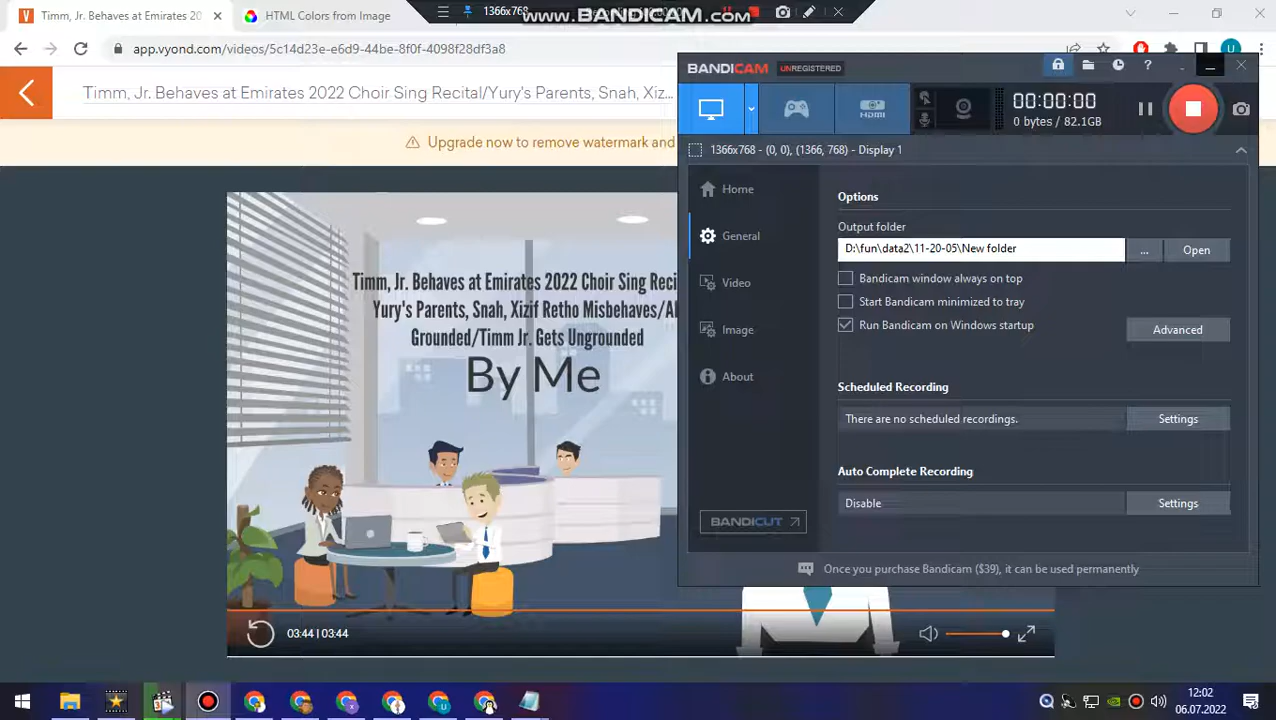 Timm, Jr. Behaves at Emirates 20
HTML Colors from Image
1366x768
www.BANDICAM.com
app.vyond.com/videos/5c14d23e-e6d9-44be-8f0f-4098f28df3a8
U
Timm, Jr. Behaves at Emirates 2022 Choir Sing Recital/Yury's Parents, Snah, Xiz...
Upgrade now to remove watermark and
BANDICAM UNREGISTERED
HDMI
00:00:00
0 bytes / 82.1GB
1366x768 - (0, 0), (1366, 768) - Display 1
Home
General
Video
Image
About
BANDICUT
Options
Output folder
D:\fun\data2\11-20-05\New folder
...
Open
Bandicam window always on top
Start Bandicam minimized to tray
Run Bandicam on Windows startup
Advanced
Scheduled Recording
There are no scheduled recordings.
Settings
Auto Complete Recording
Disable
Settings
Once you purchase Bandicam ($39), it can be used permanently
Timm, Jr. Behaves at Emirates 2022 Choir Sing Reci
Yury's Parents, Snah, Xizif Retho Misbehaves/Al
Grounded/Timm Jr. Gets Ungrounded
By Me
03:44 | 03:44
12:02
06.07.2022